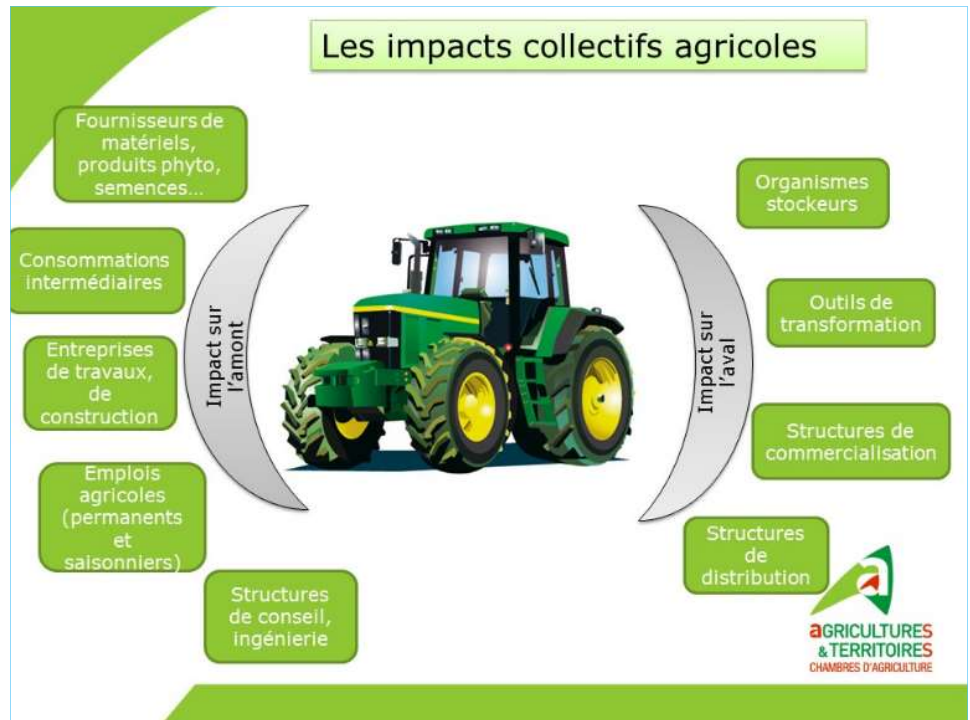 Les impacts collectifs agricoles
Fournisseurs de
matériels,
produits phyto,
semences...
Consommations
intermédiaires
Entreprises
de travaux,
de
construction
Emplois
agricoles
(permanents
et
saisonniers)
Structures
de conseil,
ingénierie
Impact sur
l'amont
Impact sur
l'aval
Organismes
stockeurs
Outils de
transformation
Structures de
commercialisation
Structures
de
distribution
aGRICULTURES
& TERRITOIRES
CHAMBRES D'AGRICULTURE